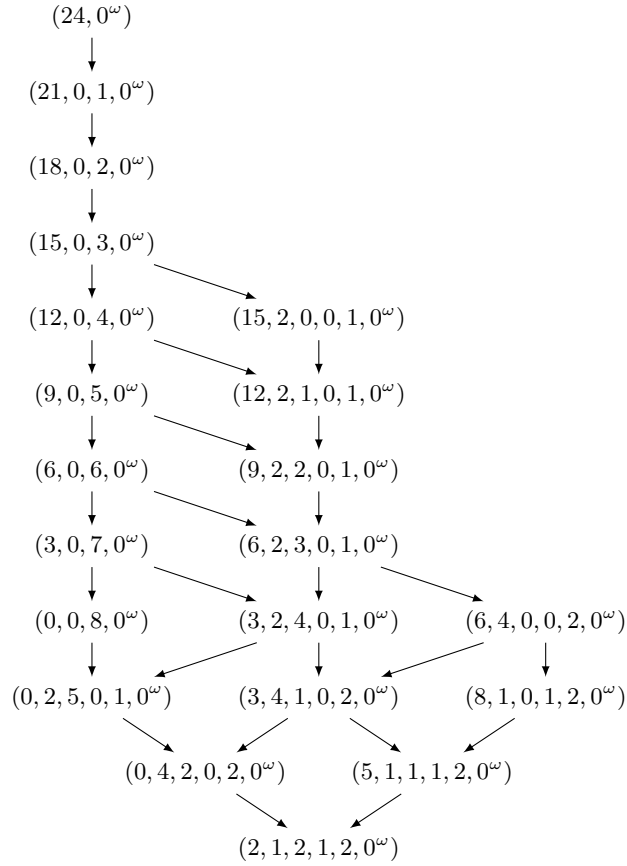 (24, 0^ω)
(21, 0, 1, 0^ω)
(18, 0, 2, 0^ω)
(15, 0, 3, 0^ω)
(12, 0, 4, 0^ω) (15, 2, 0, 0, 1, 0^ω)
(9, 0, 5, 0^ω) (12, 2, 1, 0, 1, 0^ω)
(6, 0, 6, 0^ω) (9, 2, 2, 0, 1, 0^ω)
(3, 0, 7, 0^ω) (6, 2, 3, 0, 1, 0^ω)
(0, 0, 8, 0^ω) (3, 2, 4, 0, 1, 0^ω) (6, 4, 0, 0, 2, 0^ω)
(0, 2, 5, 0, 1, 0^ω) (3, 4, 1, 0, 2, 0^ω) (8, 1, 0, 1, 2, 0^ω)
(0, 4, 2, 0, 2, 0^ω) (5, 1, 1, 1, 2, 0^ω)
(2, 1, 2, 1, 2, 0^ω)